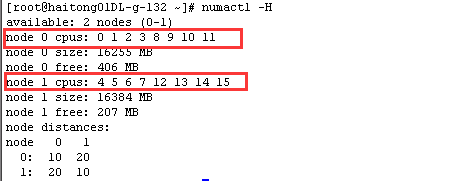 [root@haitong01DL-g-132 ~]# numactl -H
available: 2 nodes (0-1)
node 0 cpus: 0 1 2 3 8 9 10 11
node 0 size: 16255 MB
node 0 free: 406 MB
node 1 cpus: 4 5 6 7 12 13 14 15
node 1 size: 16384 MB
node 1 free: 207 MB
node distances:
node   0   1
  0:  10  20
  1:  20  10